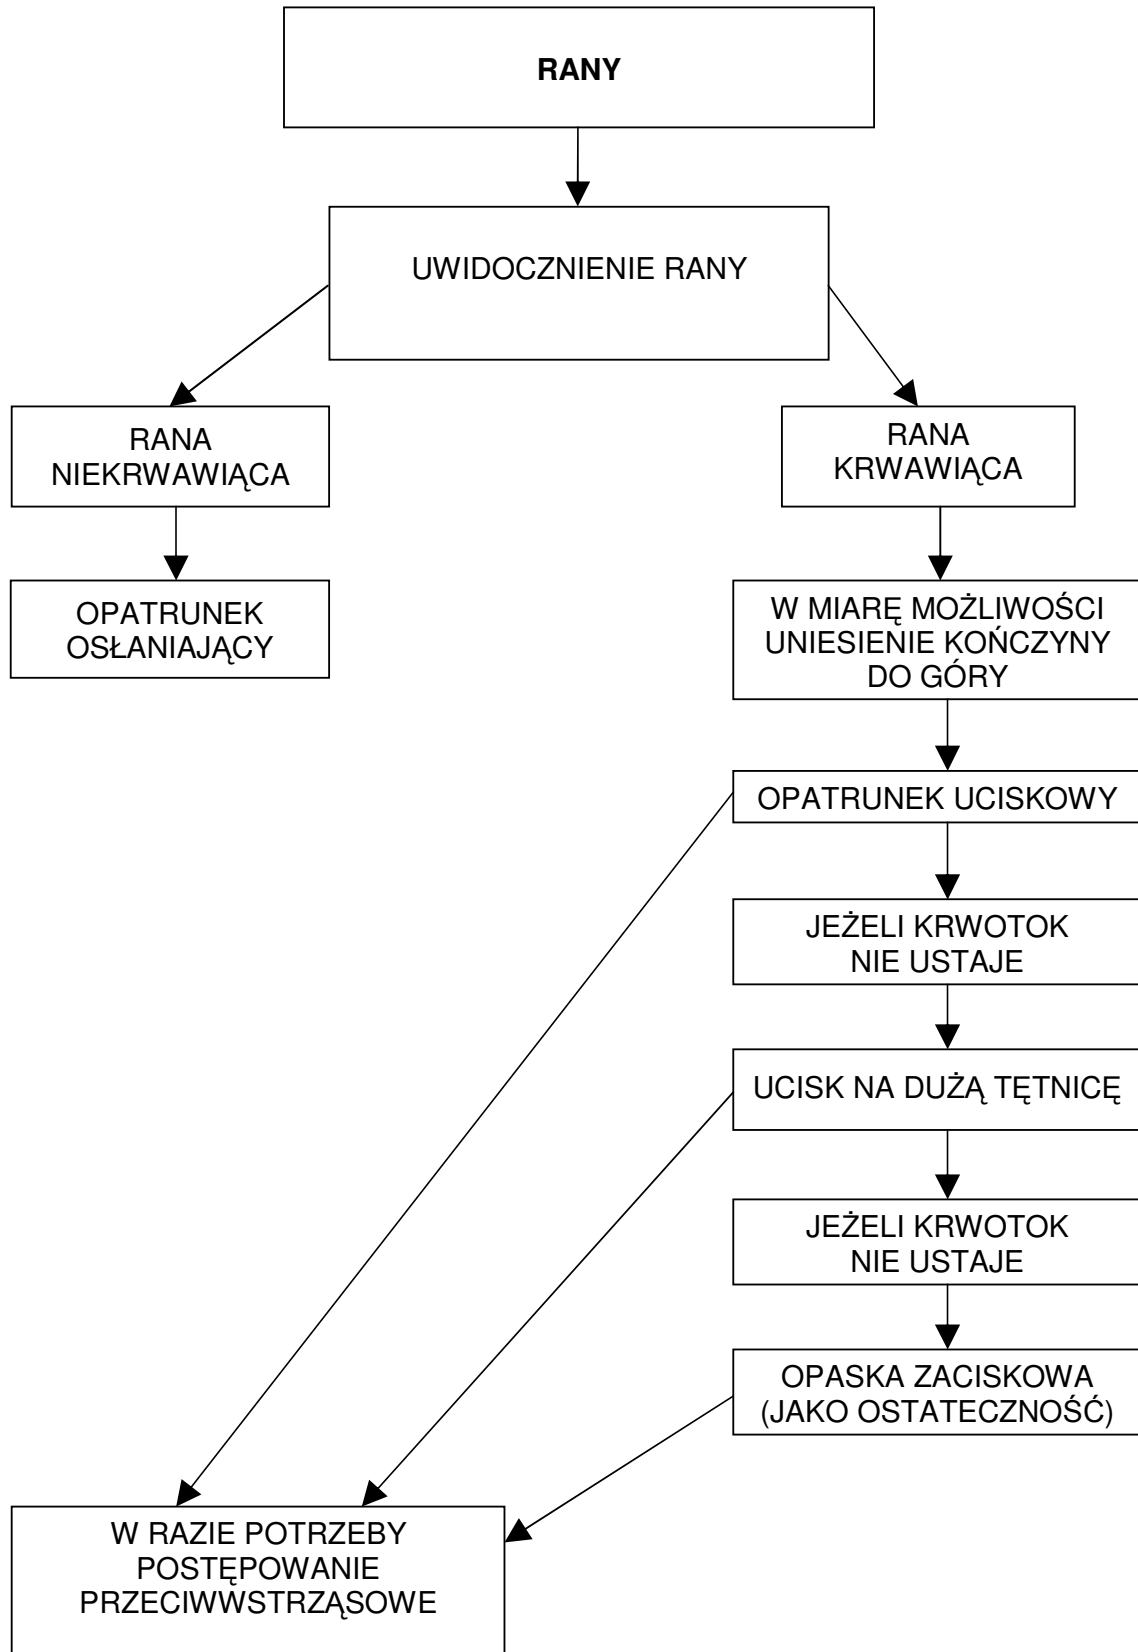 RANY
UWIDOCZNIENIE RANY
RANA
NIEKRWAWIĄCA
OPATRUNEK
OSŁANIAJĄCY
RANA
KRWAWIĄCA
W MIARĘ MOŻLIWOŚCI
UNIESIENIE KOŃCZYNY
DO GÓRY
OPATRUNEK UCISKOWY
JEŻELI KRWOTOK
NIE USTAJE
UCISK NA DUŻĄ TĘTNICĘ
JEŻELI KRWOTOK
NIE USTAJE
OPASKA ZACISKOWA
(JAKO OSTATECZNOŚĆ)
W RAZIE POTRZEBY
POSTĘPOWANIE
PRZECIWWSTRZĄSOWE